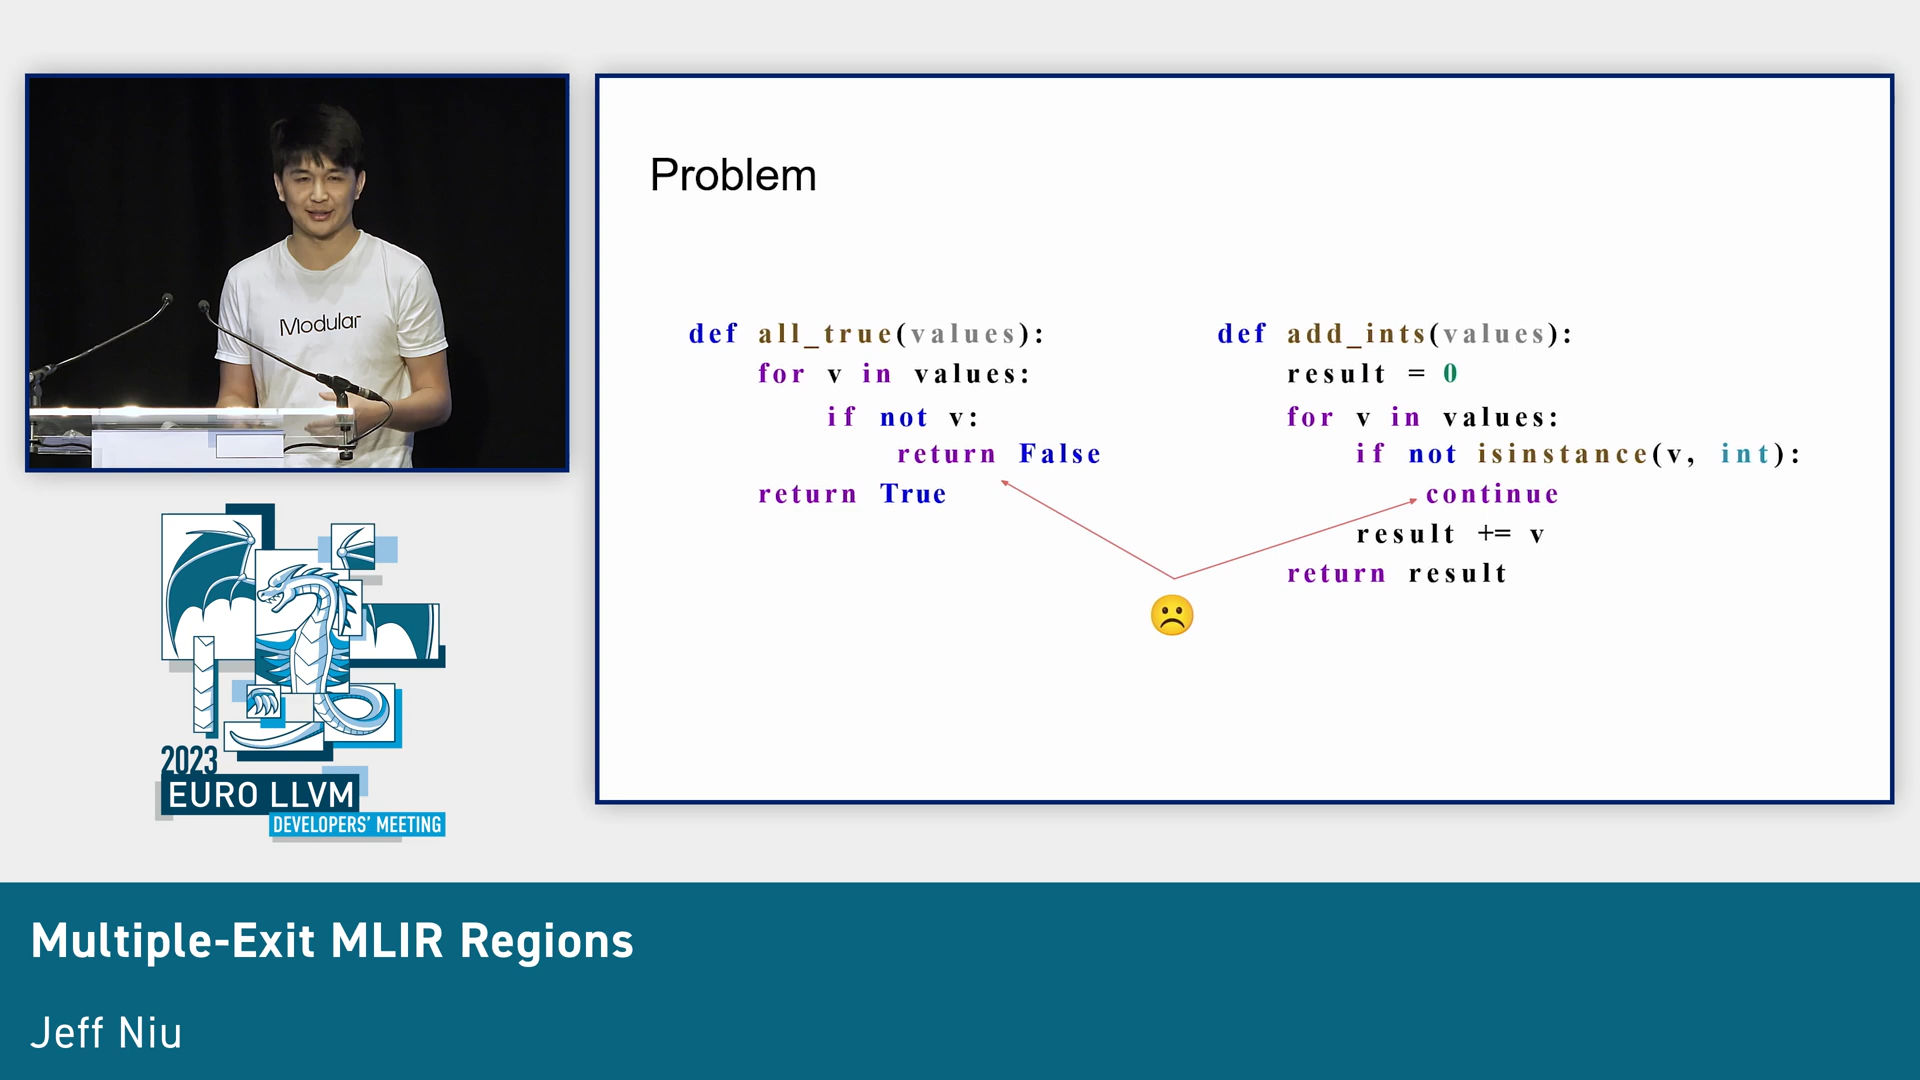 Modular
Problem
def all_true(values):
for v in values:
if not v:
return False
return True
def add_ints(values):
result = 0
for v in values:
if not isinstance(v, int):
continue
result += v
return result
2023
EURO LLVM
DEVELOPERS' MEETING
Multiple-Exit MLIR Regions
Jeff Niu